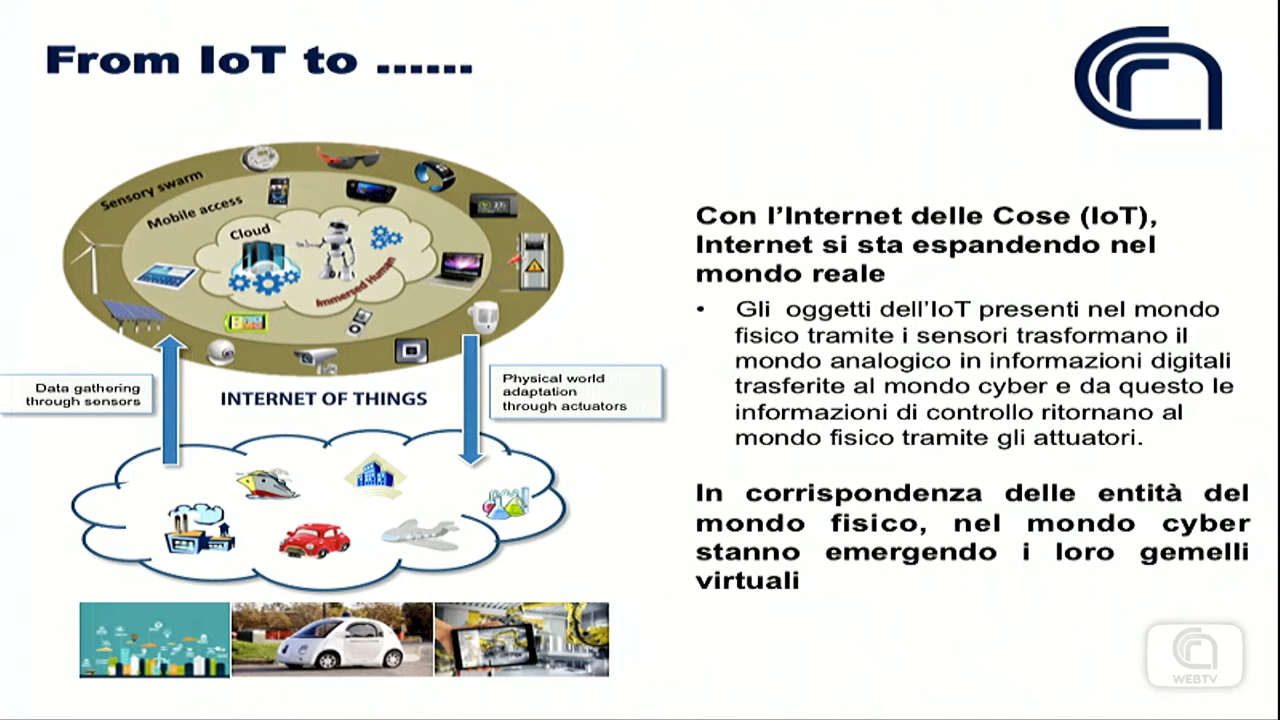 From IoT to ......
Sensory swarm
Mobile access
Cloud
Immersed Human
Data gathering
through sensors
INTERNET OF THINGS
Physical world
adaptation
through actuators
Con l’Internet delle Cose (IoT),
Internet si sta espandendo nel
mondo reale
• Gli oggetti dell’IoT presenti nel mondo
fisico tramite i sensori trasformano il
mondo analogico in informazioni digitali
trasferite al mondo cyber e da questo le
informazioni di controllo ritornano al
mondo fisico tramite gli attuatori.
In corrispondenza delle entità del
mondo fisico, nel mondo cyber
stanno emergendo i loro gemelli
virtuali
WEBTV